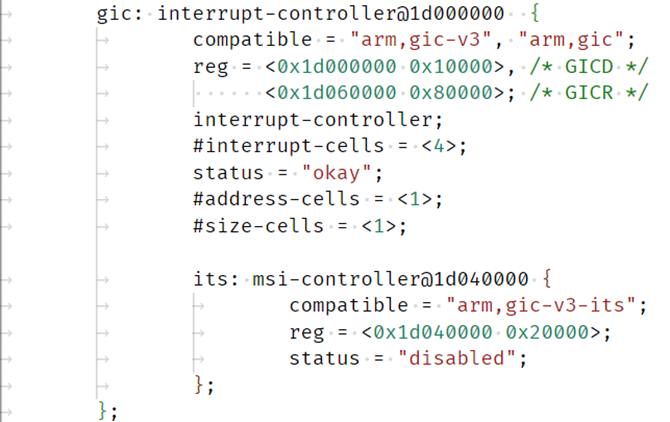 gic: interrupt-controller@1d000000  {
compatible = "arm,gic-v3", "arm,gic";
reg = <0x1d000000 0x10000>, /* GICD */
      <0x1d060000 0x80000>; /* GICR */
interrupt-controller;
#interrupt-cells = <4>;
status = "okay";
#address-cells = <1>;
#size-cells = <1>;
its: msi-controller@1d040000 {
compatible = "arm,gic-v3-its";
reg = <0x1d040000 0x20000>;
status = "disabled";
};
};